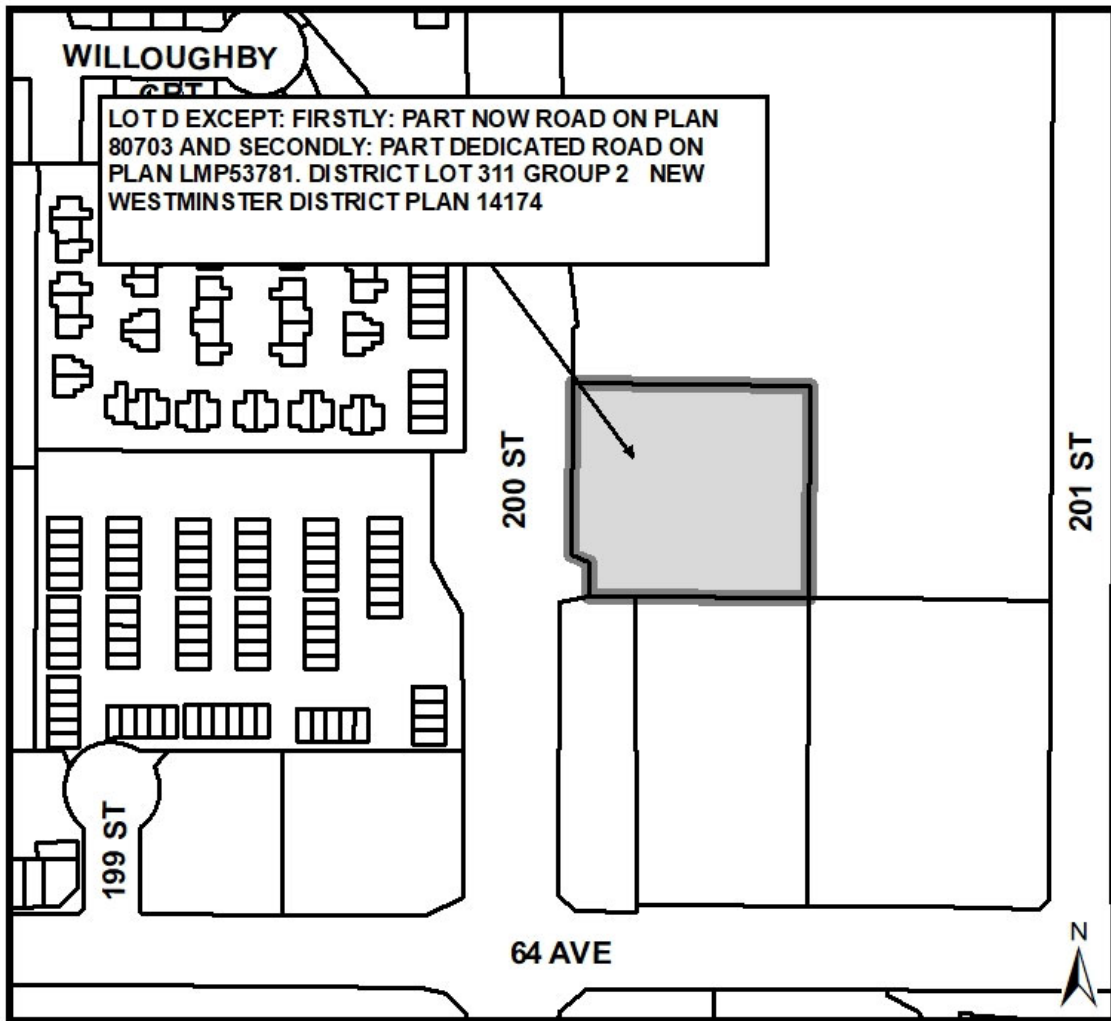 WILLOUGHBY
CRT
LOT D EXCEPT: FIRSTLY: PART NOW ROAD ON PLAN
80703 AND SECONDLY: PART DEDICATED ROAD ON
PLAN LMP53781. DISTRICT LOT 311 GROUP 2 NEW
WESTMINSTER DISTRICT PLAN 14174
200 ST
201 ST
199 ST
64 AVE
N